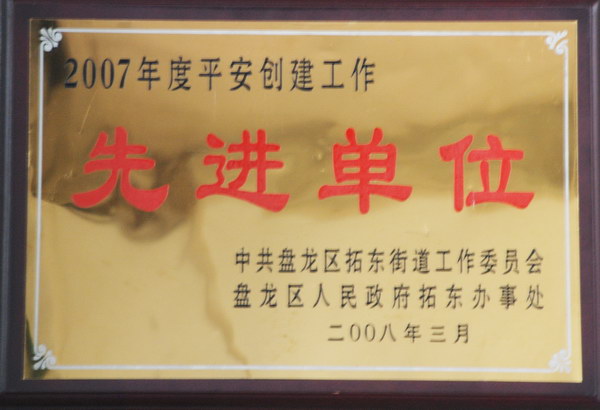 2007年度平安创建工作
先进单位
中共盘龙区拓东街道工作委员会
盘龙区人民政府拓东办事处
二00八年三月